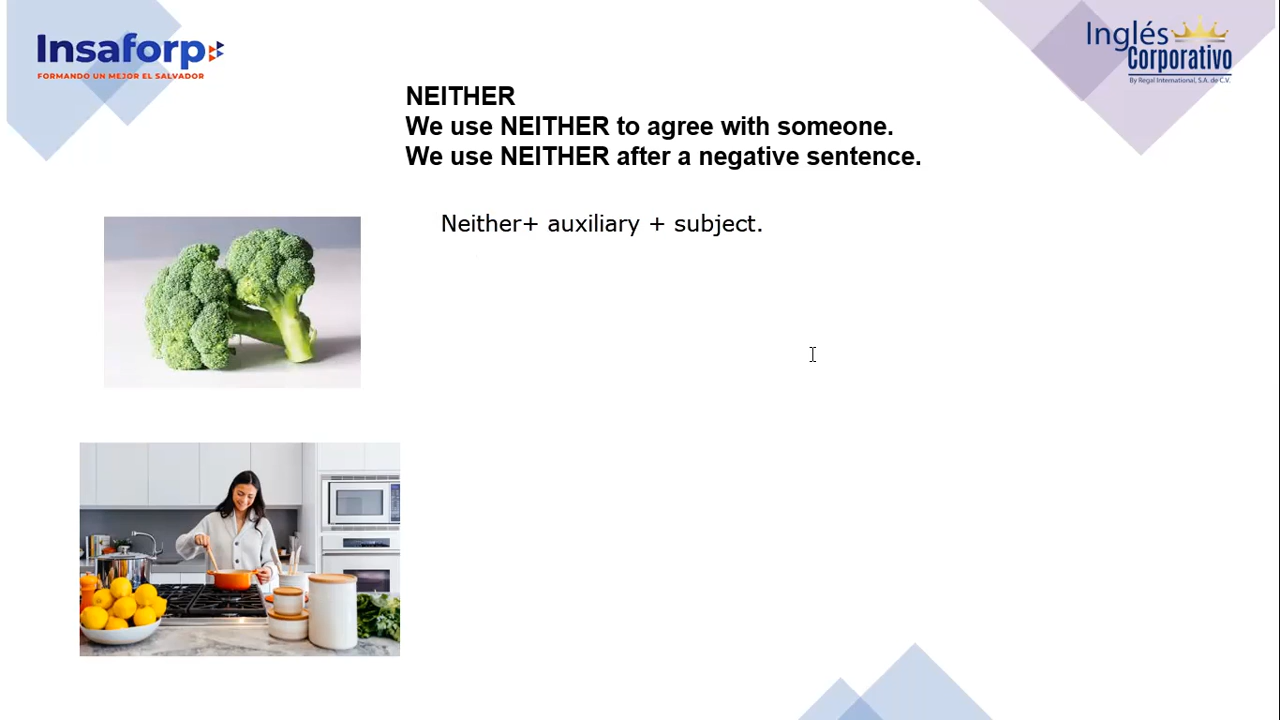 Insaforp
FORMANDO UN MEJOR EL SALVADOR
Inglés
Corporativo
By Regal International, S.A. de C.V.
NEITHER
We use NEITHER to agree with someone.
We use NEITHER after a negative sentence.
Neither+ auxiliary + subject.